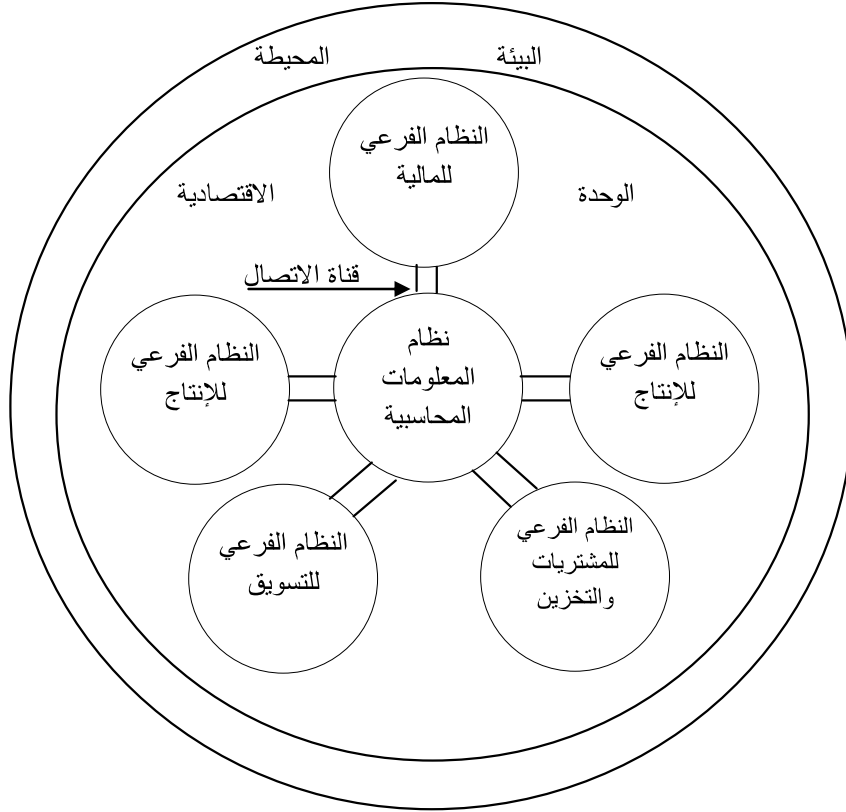 البيئة المحيطة
النظام الفرعي
للمالية
الوحدة الاقتصادية
قناة الاتصال
نظام
المعلومات
المحاسبية
النظام الفرعي
للإنتاج
النظام الفرعي
للإنتاج
النظام الفرعي
للمشتريات
والتخزين
النظام الفرعي
للتسويق